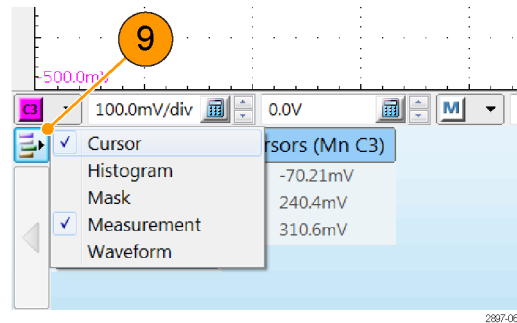 9
-500.0mV
C3 100.0mV/div 0.0V M
Cursor
rsors (Mn C3)
Histogram
-70.21mV
Mask
240.4mV
Measurement
310.6mV
Waveform
2897-06